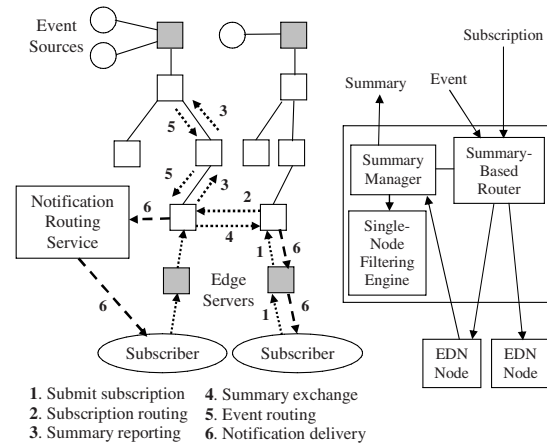 Event
Sources
Subscription
Summary
Event
3
5
5
3
Summary
Manager
Summary-
Based
Router
Notification
Routing
Service
6
2
4
1
6
Single-
Node
Filtering
Engine
Edge
Servers
6
1
6
Subscriber
Subscriber
EDN
Node
EDN
Node
1. Submit subscription
2. Subscription routing
3. Summary reporting
4. Summary exchange
5. Event routing
6. Notification delivery